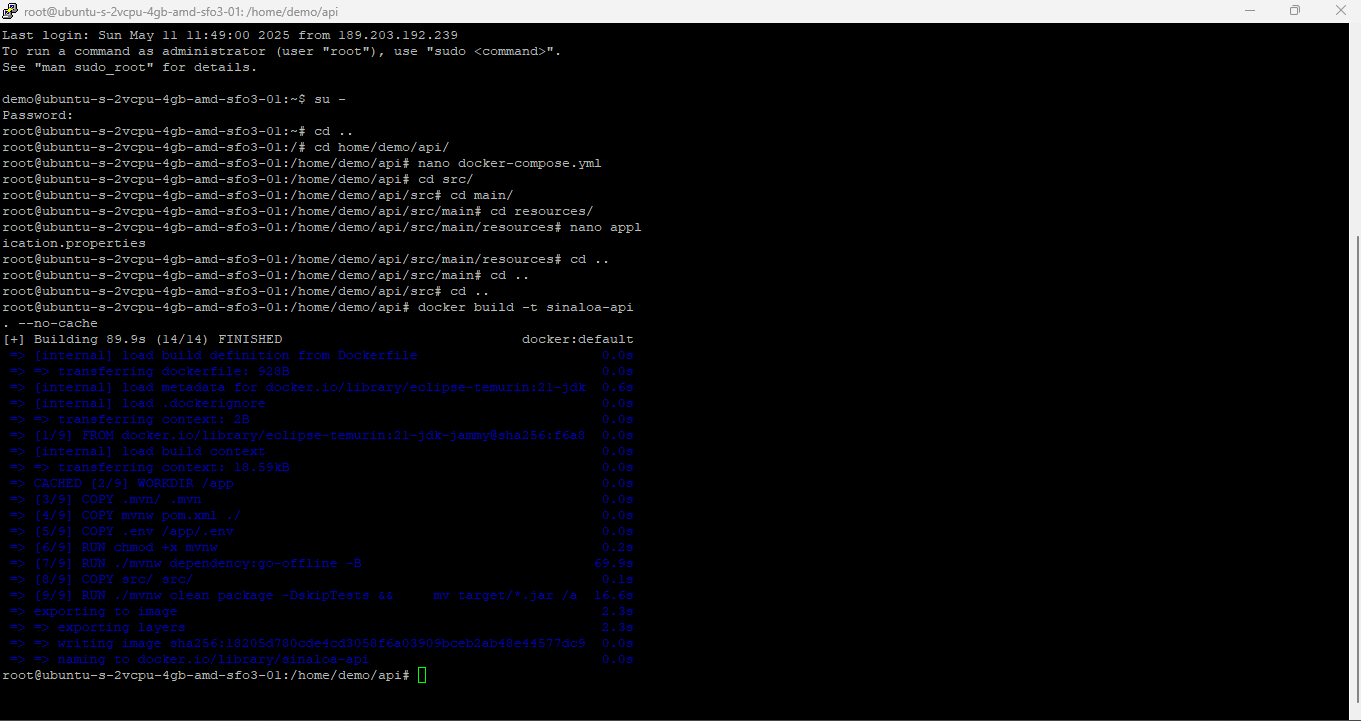 root@ubuntu-s-2vcpu-4gb-amd-sfo3-01: /home/demo/api
Last login: Sun May 11 11:49:00 2025 from 189.203.192.239
To run a command as administrator (user "root"), use "sudo <command>".
See "man sudo_root" for details.
demo@ubuntu-s-2vcpu-4gb-amd-sfo3-01:~$ su -
Password:
root@ubuntu-s-2vcpu-4gb-amd-sfo3-01:~# cd ..
root@ubuntu-s-2vcpu-4gb-amd-sfo3-01:/# cd home/demo/api/
root@ubuntu-s-2vcpu-4gb-amd-sfo3-01:/home/demo/api# nano docker-compose.yml
root@ubuntu-s-2vcpu-4gb-amd-sfo3-01:/home/demo/api# cd src/
root@ubuntu-s-2vcpu-4gb-amd-sfo3-01:/home/demo/api/src# cd main/
root@ubuntu-s-2vcpu-4gb-amd-sfo3-01:/home/demo/api/src/main# cd resources/
root@ubuntu-s-2vcpu-4gb-amd-sfo3-01:/home/demo/api/src/main/resources# nano appl
ication.properties
root@ubuntu-s-2vcpu-4gb-amd-sfo3-01:/home/demo/api/src/main/resources# cd ..
root@ubuntu-s-2vcpu-4gb-amd-sfo3-01:/home/demo/api/src/main# cd ..
root@ubuntu-s-2vcpu-4gb-amd-sfo3-01:/home/demo/api/src# cd ..
root@ubuntu-s-2vcpu-4gb-amd-sfo3-01:/home/demo/api# docker build -t sinaloa-api
. --no-cache
[+] Building 89.9s (14/14) FINISHED docker:default
=> [internal] load build definition from Dockerfile 0.0s
=> => transferring dockerfile: 928B 0.0s
=> [internal] load metadata for docker.io/library/eclipse-temurin:21-jdk 0.6s
=> [internal] load .dockerignore 0.0s
=> => transferring context: 2B 0.0s
=> [1/9] FROM docker.io/library/eclipse-temurin:21-jdk-jammy@sha256:f6a8 0.0s
=> [internal] load build context 0.0s
=> => transferring context: 18.59kB 0.0s
=> CACHED [2/9] WORKDIR /app 0.0s
=> [3/9] COPY .mvn/ .mvn 0.0s
=> [4/9] COPY mvnw pom.xml ./ 0.0s
=> [5/9] COPY .env /app/.env 0.0s
=> [6/9] RUN chmod +x mvnw 0.2s
=> [7/9] RUN ./mvnw dependency:go-offline -B 69.9s
=> [8/9] COPY src/ src/ 0.1s
=> [9/9] RUN ./mvnw clean package -DskipTests && mv target/*.jar /a 16.6s
=> exporting to image 2.3s
=> => exporting layers 2.3s
=> => writing image 0.0s
=> => naming to docker.io/library/sinaloa-api 0.0s
root@ubuntu-s-2vcpu-4gb-amd-sfo3-01:/home/demo/api#